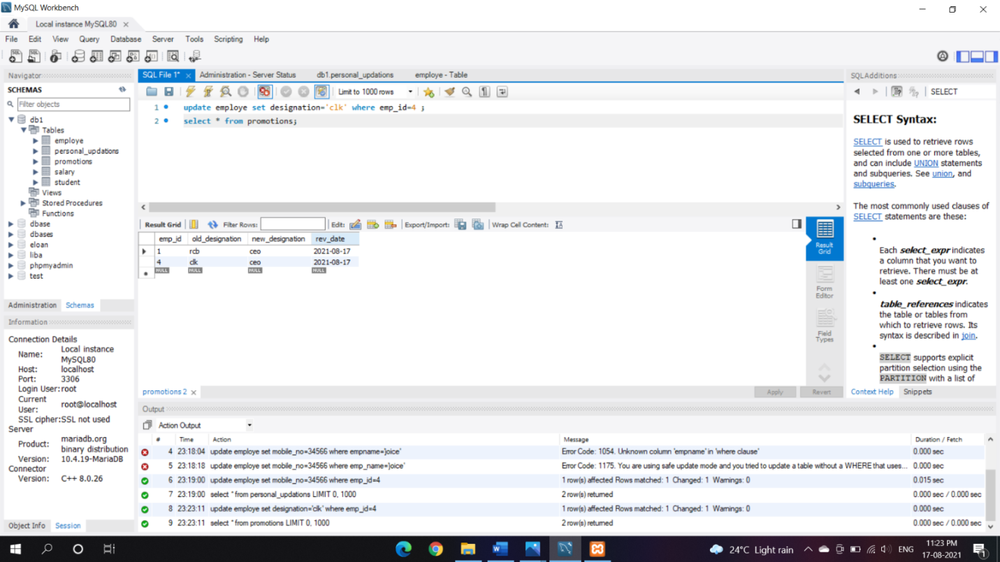 MySQL Workbench
Local instance MySQL80
File Edit View Query Database Server Tools Scripting Help
Navigator
SCHEMAS
Filter objects
db1
Tables
employe
personal_updations
promotions
salary
student
Views
Stored Procedures
Functions
dbase
dbases
eloan
liba
phpmyadmin
test
Administration Schemas
Information
Connection Details
Name: Local instance MySQL80
Host: localhost
Port: 3306
Login User: root
Current User: root@localhost
SSL cipher: SSL not used
Server
Product: mariadb.org binary distribution
Version: 10.4.19-MariaDB
Connector
Version: C++ 8.0.26
Object Info Session
SQL File 1* Administration - Server Status db1.personal_updations employe - Table
Limit to 1000 rows
1 update employe set designation='clk' where emp_id=4 ;
2 select * from promotions;
Result Grid Filter Rows: Edit: Export/Import: Wrap Cell Content:
emp_id old_designation new_designation rev_date
1 rcb ceo 2021-08-17
4 clk ceo 2021-08-17
NULL NULL NULL NULL
Result Grid
Form Editor
Field Types
promotions 2 Apply Revert
SQLAdditions
SELECT
SELECT Syntax:
SELECT is used to retrieve rows
selected from one or more tables,
and can include UNION statements
and subqueries. See union, and
subqueries.
The most commonly used clauses of
SELECT statements are these:
Each select_expr indicates
a column that you want to
retrieve. There must be at
least one select_expr.
table_references indicates
the table or tables from
which to retrieve rows. Its
syntax is described in join.
SELECT supports explicit
partition selection using the
PARTITION with a list of
Context Help Snippets
Output
Action Output
# Time Action Message Duration / Fetch
4 23:18:04 update employe set mobile_no=34566 where empname='joice' Error Code: 1054. Unknown column 'empname' in 'where clause' 0.000 sec
5 23:18:18 update employe set mobile_no=34566 where emp_name='joice' Error Code: 1175. You are using safe update mode and you tried to update a table without a WHERE that uses... 0.000 sec
6 23:19:00 update employe set mobile_no=34566 where emp_id=4 1 row(s) affected Rows matched: 1 Changed: 1 Warnings: 0 0.015 sec
7 23:19:00 select * from personal_updations LIMIT 0, 1000 2 row(s) returned 0.000 sec / 0.000 sec
8 23:23:11 update employe set designation='clk' where emp_id=4 1 row(s) affected Rows matched: 1 Changed: 1 Warnings: 0 0.000 sec
9 23:23:11 select * from promotions LIMIT 0, 1000 2 row(s) returned 0.000 sec / 0.000 sec
24°C Light rain ENG 11:23 PM
17-08-2021
1